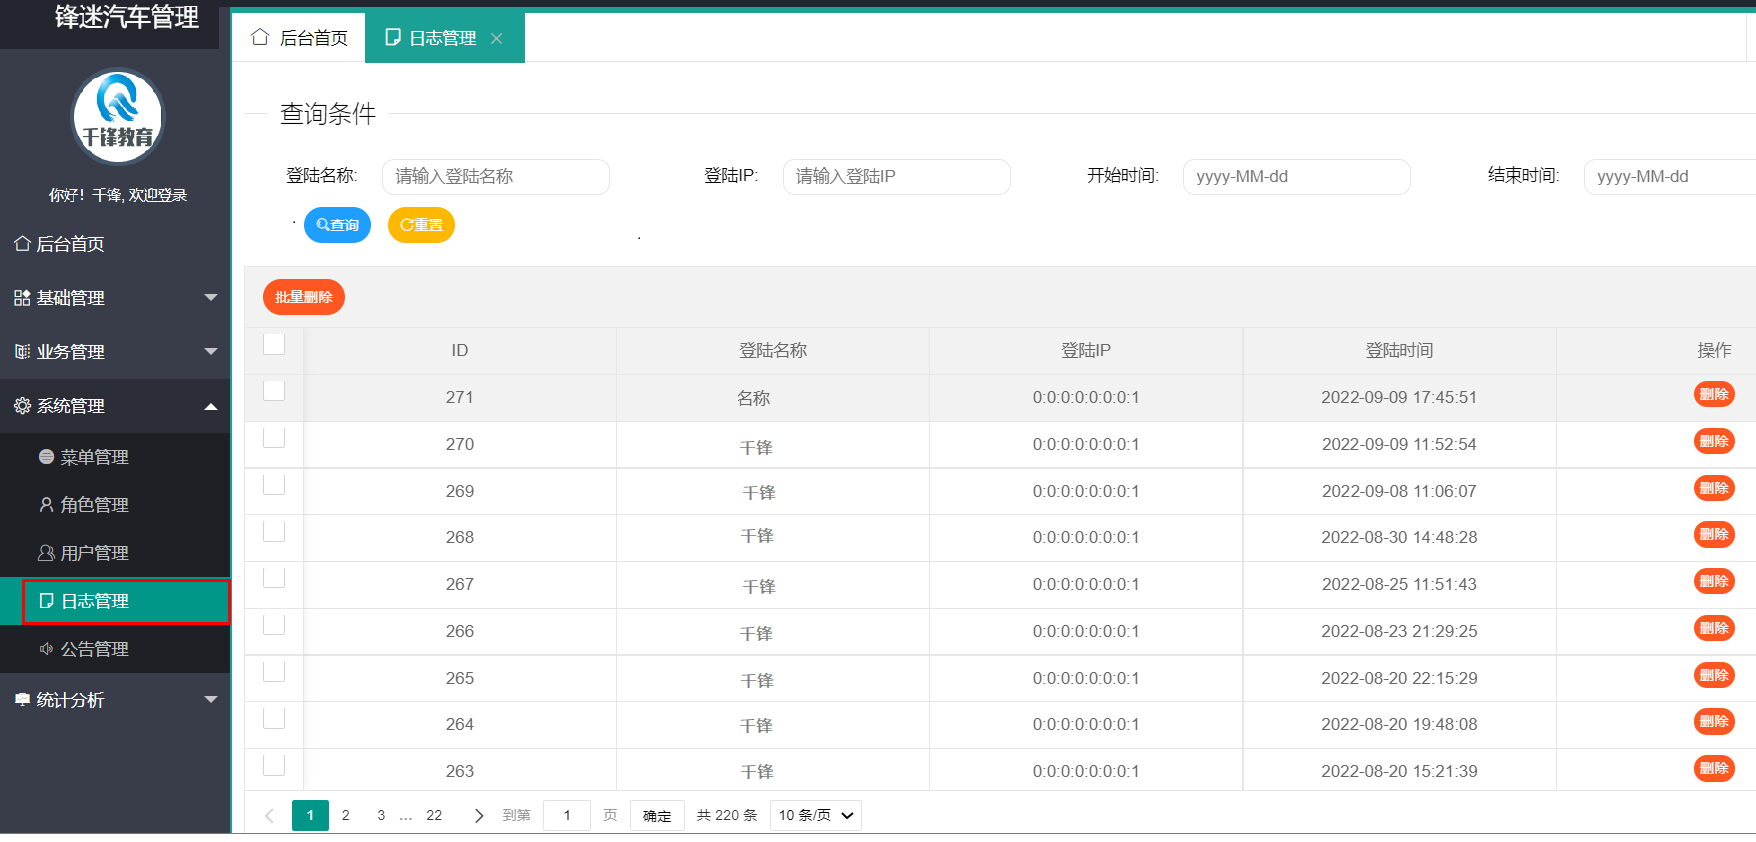 锋迷汽车管理
千锋教育
你好！千锋, 欢迎登录
后台首页
基础管理
业务管理
系统管理
菜单管理
角色管理
用户管理
日志管理
公告管理
统计分析
后台首页 日志管理
查询条件
登陆名称: 请输入登陆名称 登陆IP: 请输入登陆IP 开始时间: yyyy-MM-dd 结束时间: yyyy-MM-dd
查询 重置
批量删除
ID 登陆名称 登陆IP 登陆时间 操作
271 名称 0:0:0:0:0:0:0:1 2022-09-09 17:45:51 删除
270 千锋 0:0:0:0:0:0:0:1 2022-09-09 11:52:54 删除
269 千锋 0:0:0:0:0:0:0:1 2022-09-08 11:06:07 删除
268 千锋 0:0:0:0:0:0:0:1 2022-08-30 14:48:28 删除
267 千锋 0:0:0:0:0:0:0:1 2022-08-25 11:51:43 删除
266 千锋 0:0:0:0:0:0:0:1 2022-08-23 21:29:25 删除
265 千锋 0:0:0:0:0:0:0:1 2022-08-20 22:15:29 删除
264 千锋 0:0:0:0:0:0:0:1 2022-08-20 19:48:08 删除
263 千锋 0:0:0:0:0:0:0:1 2022-08-20 15:21:39 删除
1 2 3 … 22 到第 1 页 确定 共 220 条 10 条/页